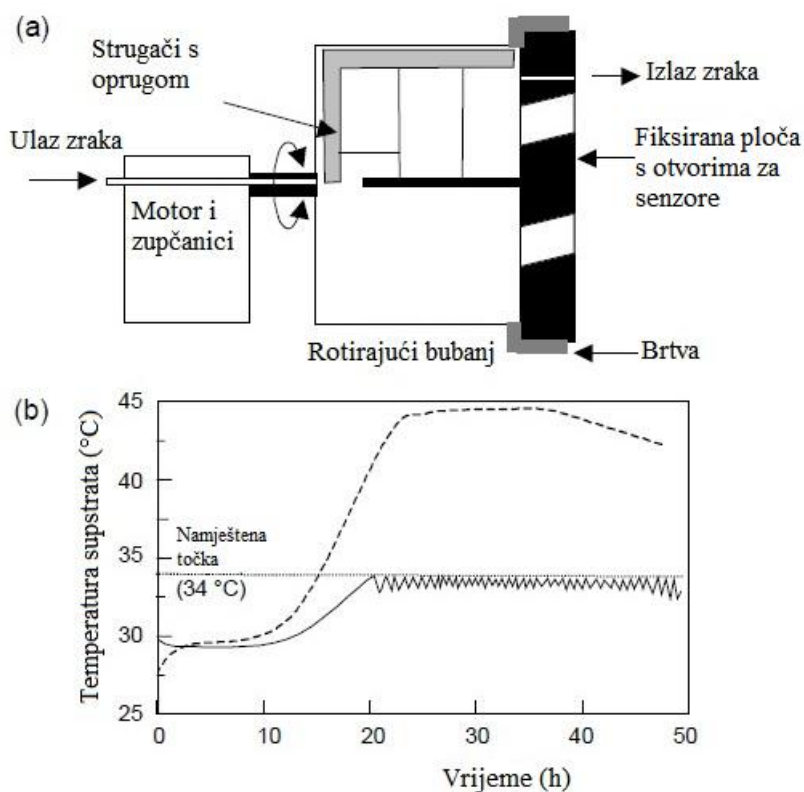 (a)
Strugači s
oprugom
Ulaz zraka
Motor i
zupčanici
Izlaz zraka
Fiksirana ploča
s otvorima za
senzore
Rotirajući bubanj
Brtva
(b)
Temperatura supstrata (°C)
45
40
35
30
25
Namještena
točka
(34 °C)
0
10
20
30
40
50
Vrijeme (h)